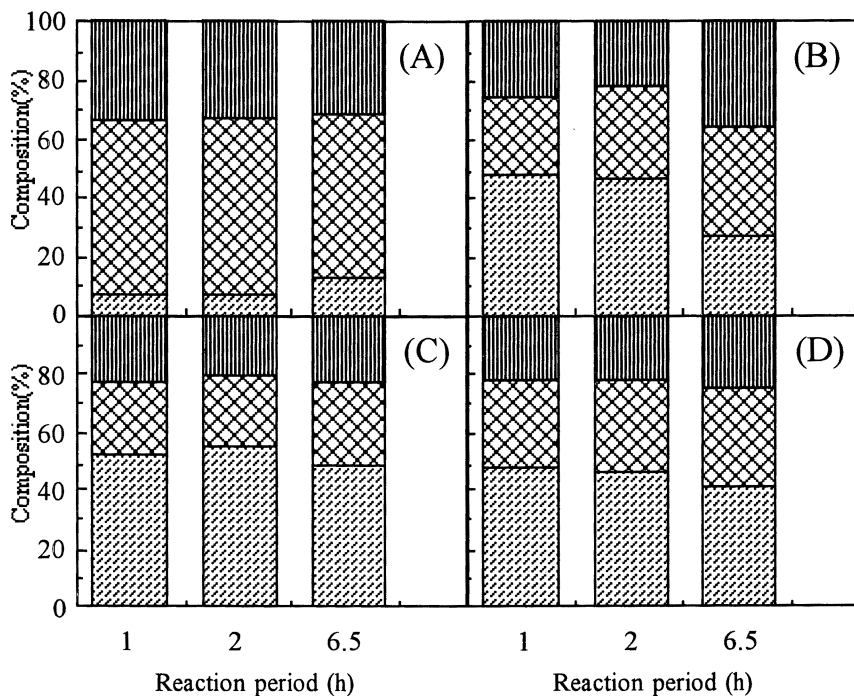 100
80
60
40
20
0
Composition(%)
(A)
(B)
80
60
40
20
0
Composition(%)
(C)
(D)
1 2 6.5 1 2 6.5
Reaction period (h) Reaction period (h)